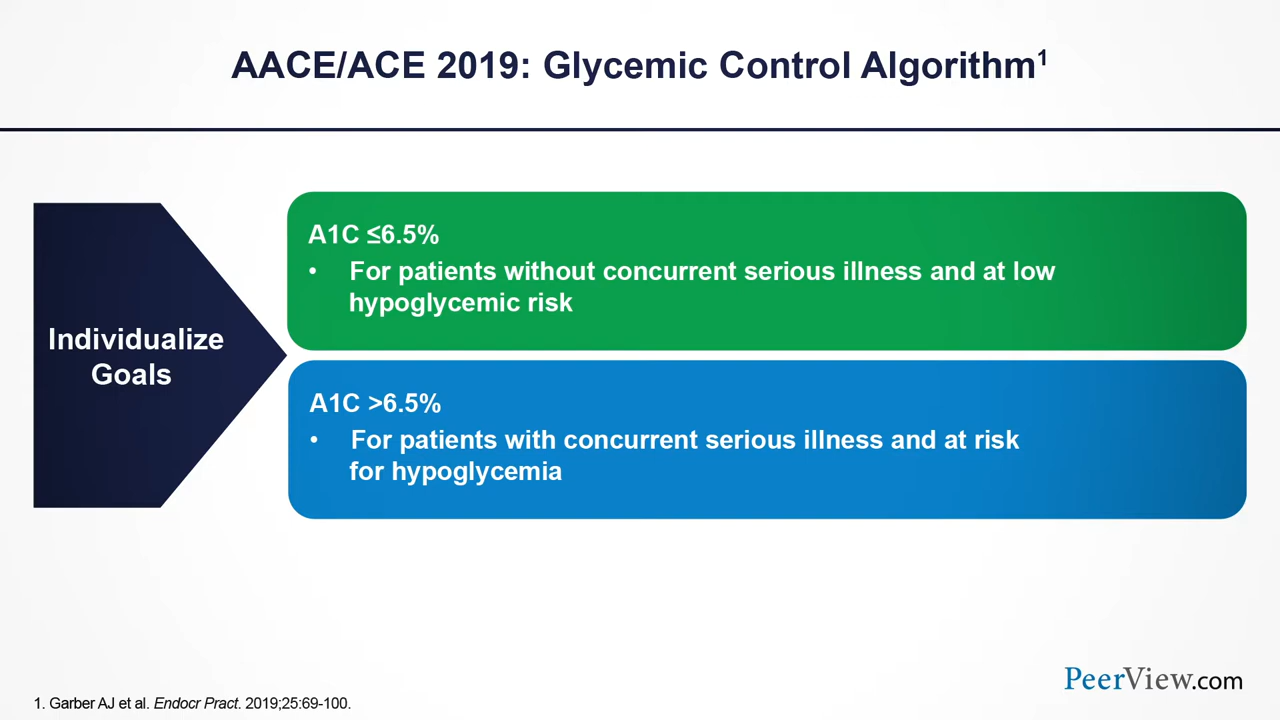 AACE/ACE 2019: Glycemic Control Algorithm¹
Individualize
Goals
A1C ≤6.5%
• For patients without concurrent serious illness and at low
hypoglycemic risk
A1C >6.5%
• For patients with concurrent serious illness and at risk
for hypoglycemia
1. Garber AJ et al. Endocr Pract. 2019;25:69-100.
PeerView.com